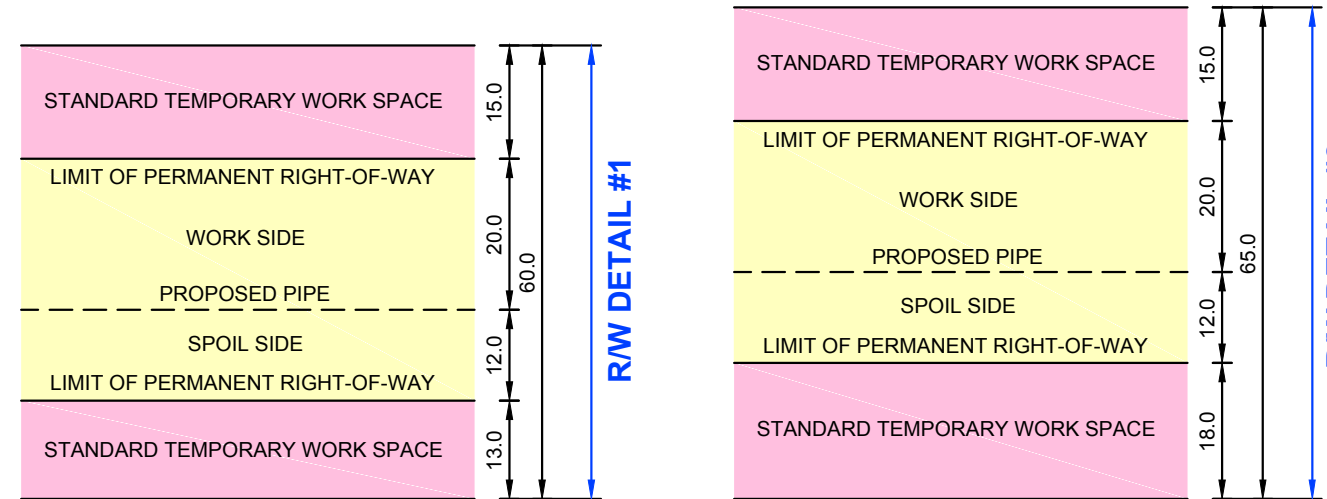 STANDARD TEMPORARY WORK SPACE
LIMIT OF PERMANENT RIGHT-OF-WAY
WORK SIDE
PROPOSED PIPE
SPOIL SIDE
LIMIT OF PERMANENT RIGHT-OF-WAY
STANDARD TEMPORARY WORK SPACE
15.0
20.0
12.0
13.0
60.0
R/W DETAIL #1
STANDARD TEMPORARY WORK SPACE
LIMIT OF PERMANENT RIGHT-OF-WAY
WORK SIDE
PROPOSED PIPE
SPOIL SIDE
LIMIT OF PERMANENT RIGHT-OF-WAY
STANDARD TEMPORARY WORK SPACE
15.0
20.0
12.0
18.0
65.0